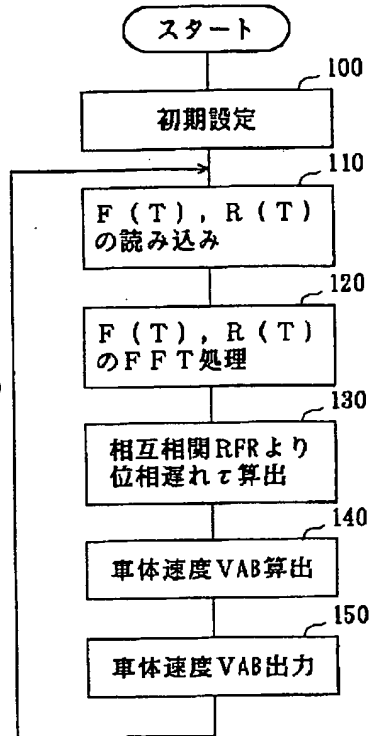 スタート
100
初期設定
110
F(T),R(T)
の読み込み
120
F(T),R(T)
のFFT処理
130
相互相関RFRより
位相遅れτ算出
140
車体速度VAB算出
150
車体速度VAB出力